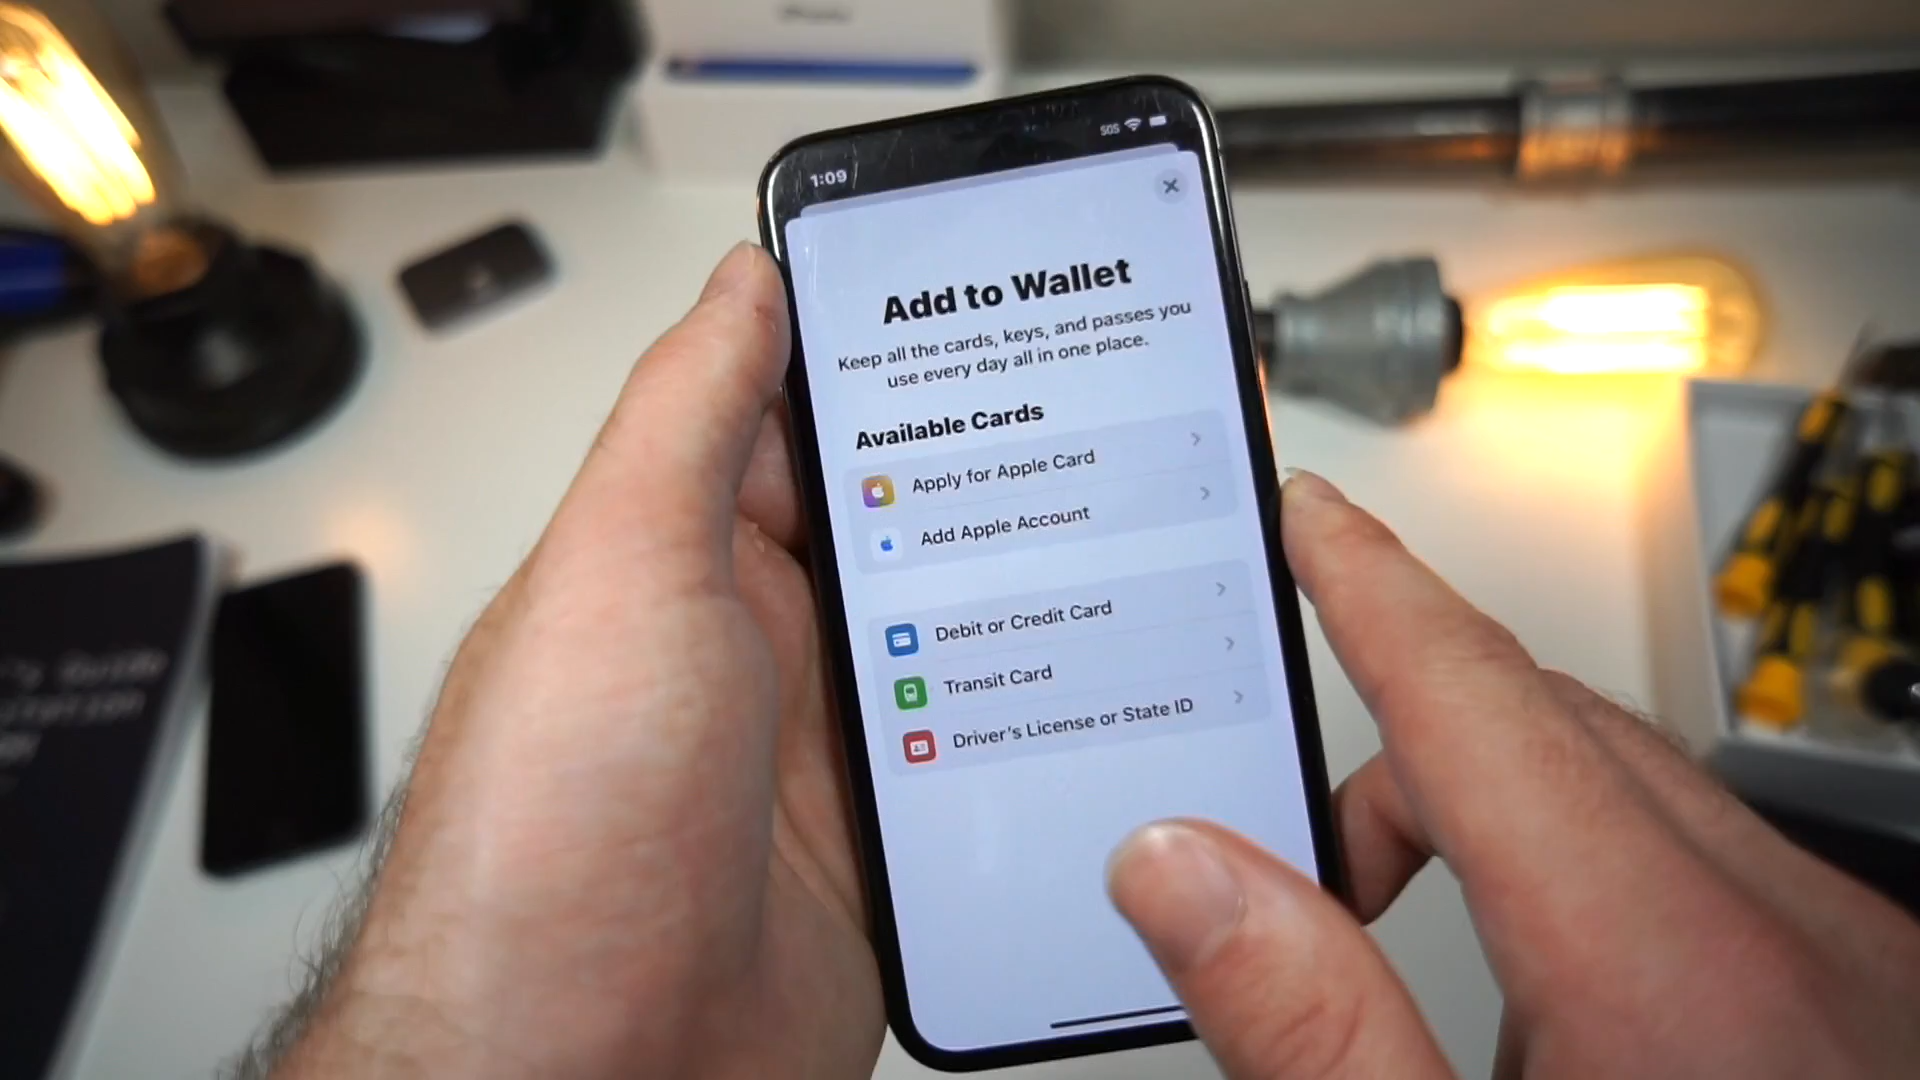 iPhone
1:09
SOS
Add to Wallet
Keep all the cards, keys, and passes you
use every day all in one place.
Available Cards
Apply for Apple Card
Add Apple Account
Debit or Credit Card
Transit Card
Driver's License or State ID
Guide